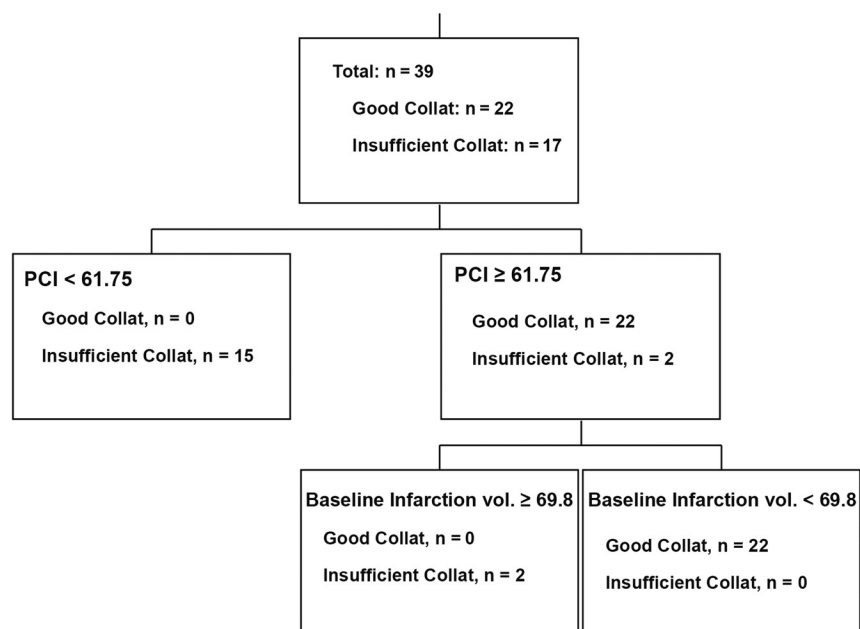 Total: n = 39
Good Collat: n = 22
Insufficient Collat: n = 17
PCI < 61.75
Good Collat, n = 0
Insufficient Collat, n = 15
PCI ≥ 61.75
Good Collat, n = 22
Insufficient Collat, n = 2
Baseline Infarction vol. ≥ 69.8
Good Collat, n = 0
Insufficient Collat, n = 2
Baseline Infarction vol. < 69.8
Good Collat, n = 22
Insufficient Collat, n = 0